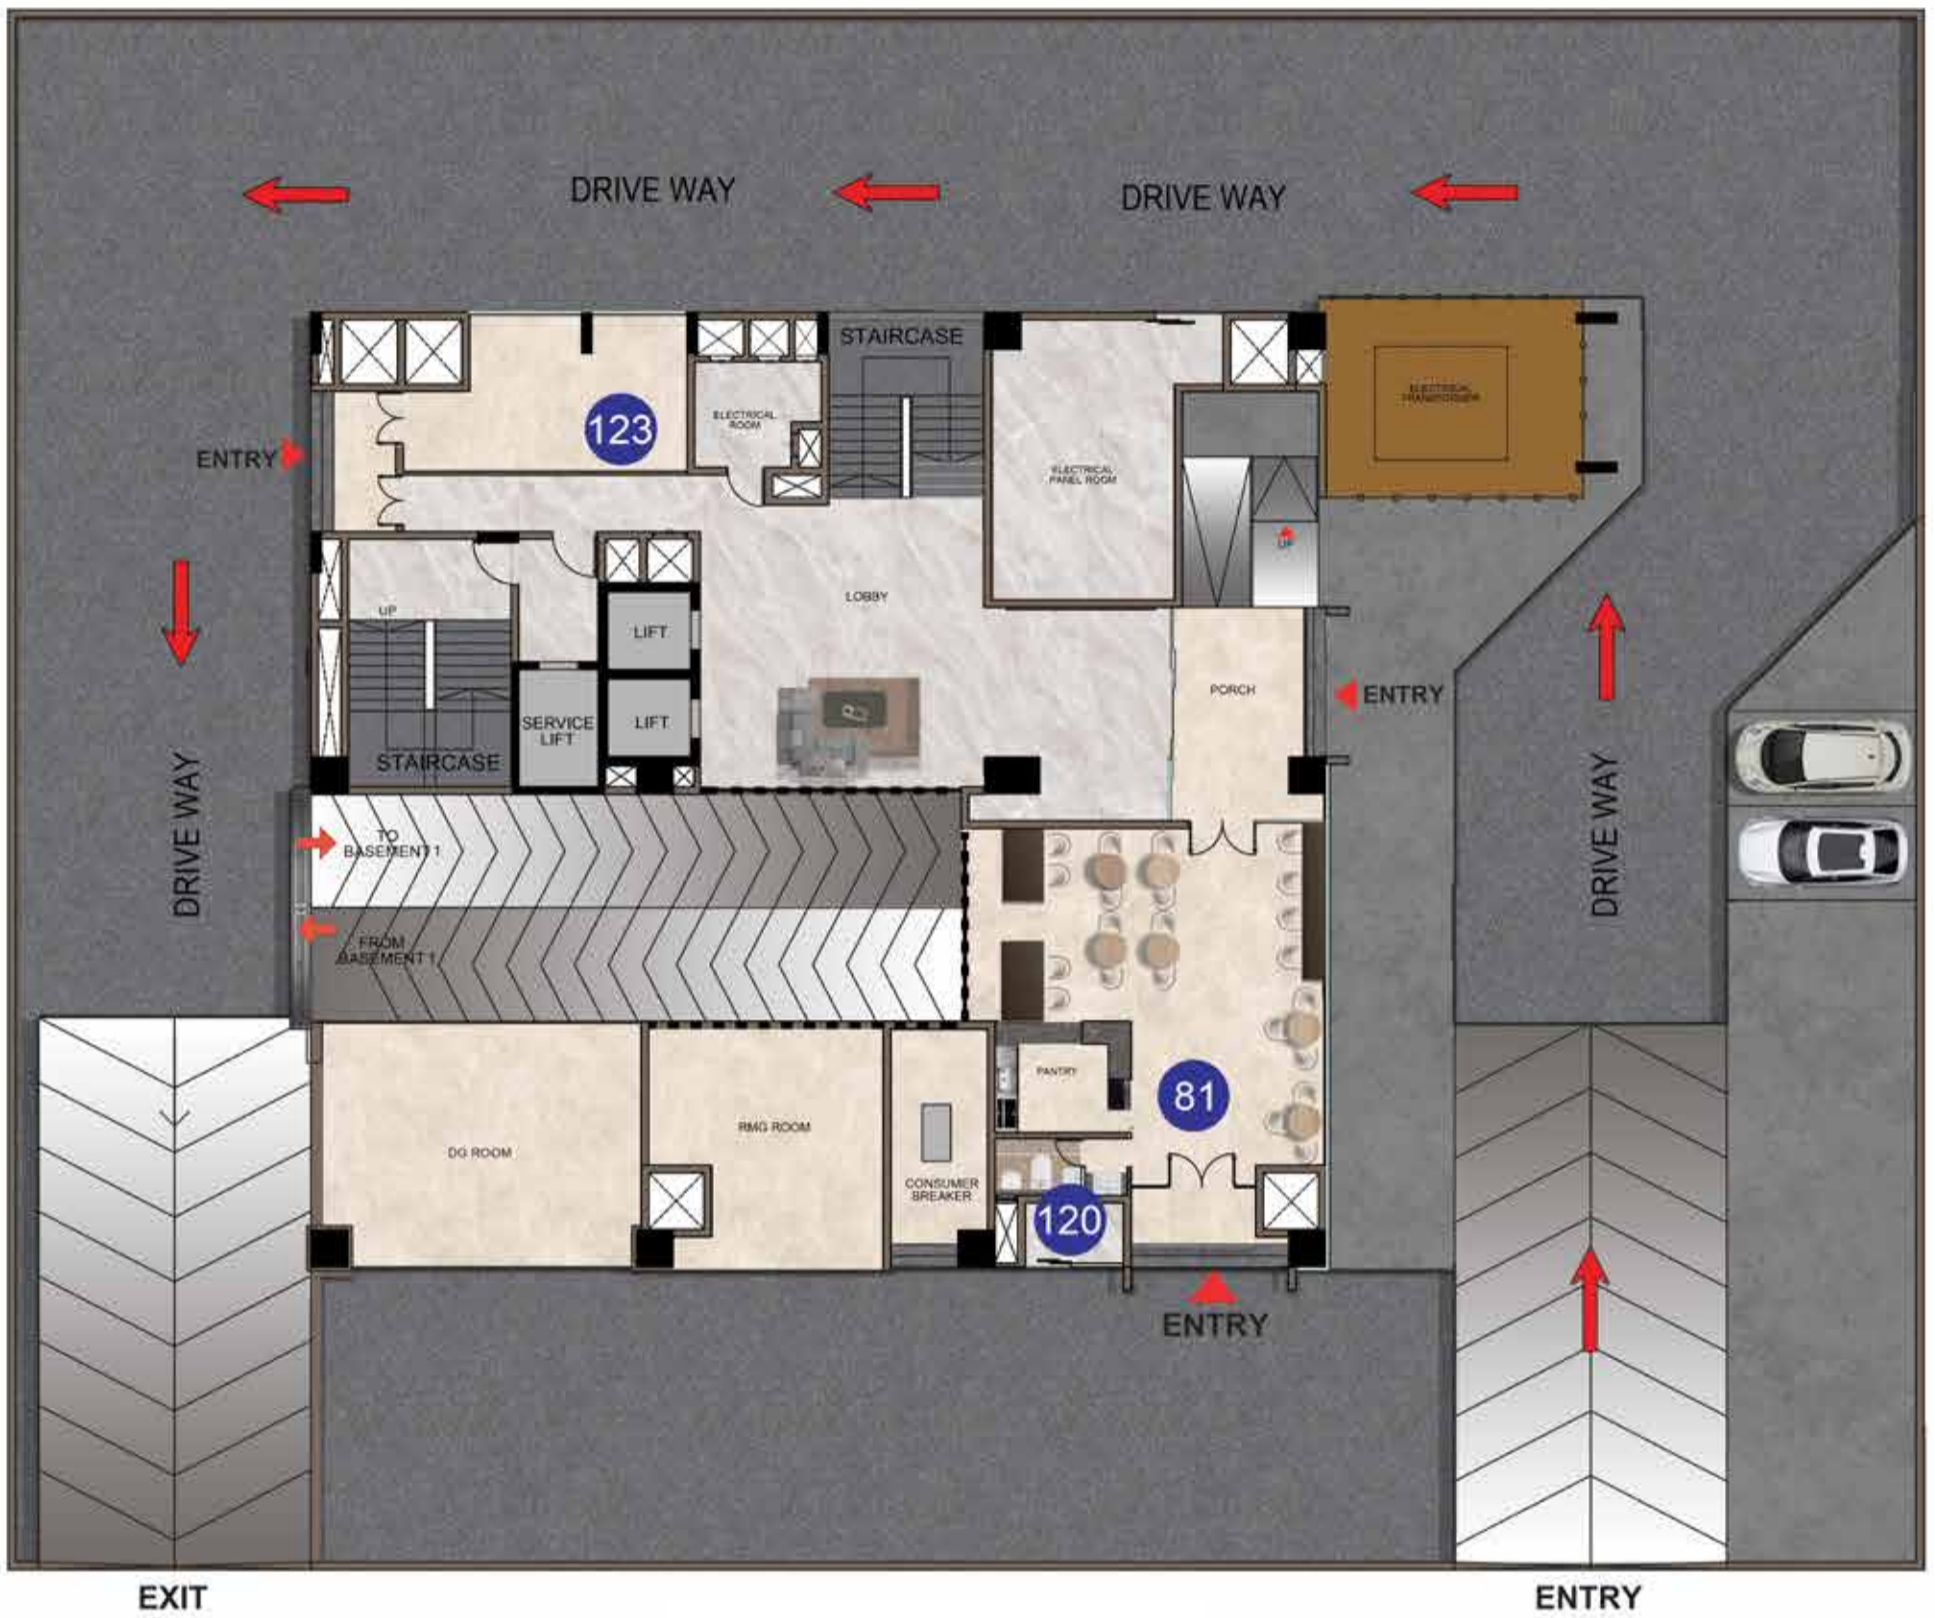 DRIVE WAY
DRIVE WAY
STAIRCASE
ELECTRICAL
TRANSFORMER
123
ELECTRICAL
ROOM
ENTRY
ELECTRICAL
PANEL ROOM
UP
LOBBY
UP
LIFT
PORCH
ENTRY
SERVICE
LIFT
LIFT
STAIRCASE
DRIVE WAY
TO
BASEMENT 1
DRIVE WAY
FROM
BASEMENT 1
PANTRY
81
RMG ROOM
DG ROOM
CONSUMER
BREAKER
120
ENTRY
EXIT
ENTRY